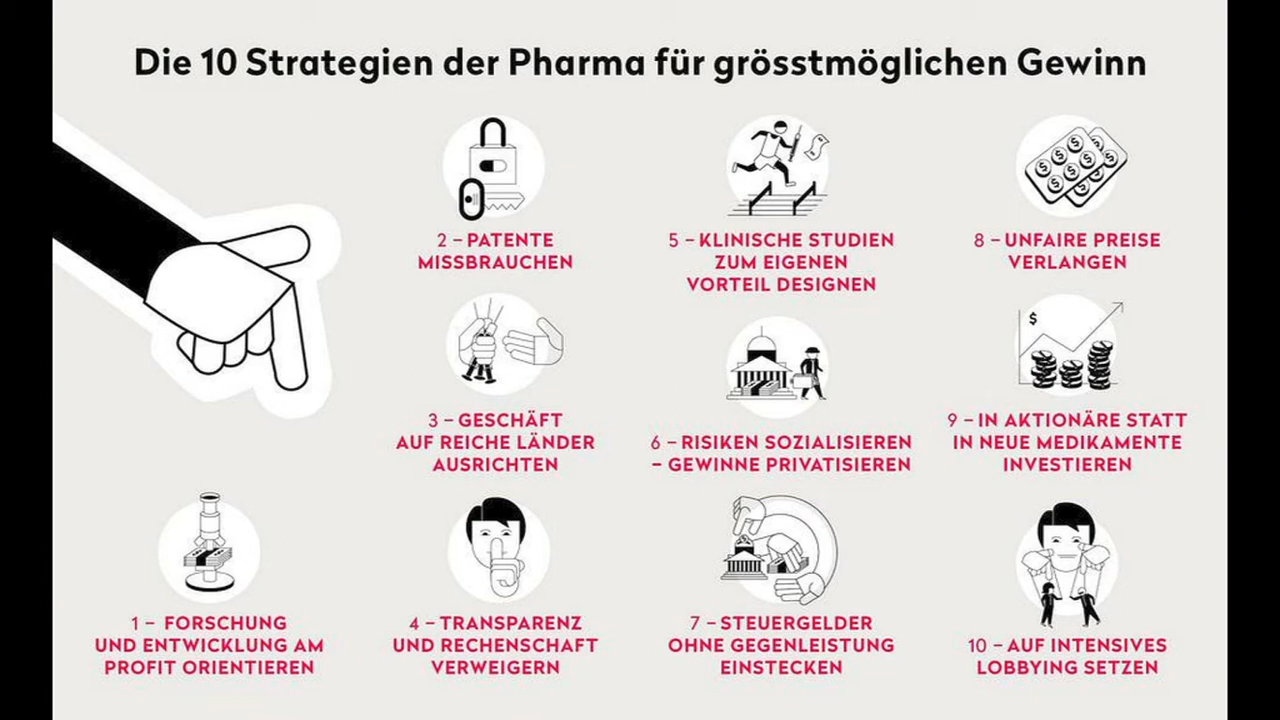 Die 10 Strategien der Pharma für grösstmöglichen Gewinn
1 – FORSCHUNG
UND ENTWICKLUNG AM
PROFIT ORIENTIEREN
2 – PATENTE
MISSBRAUCHEN
3 – GESCHÄFT
AUF REICHE LÄNDER
AUSRICHTEN
4 – TRANSPARENZ
UND RECHENSCHAFT
VERWEIGERN
5 – KLINISCHE STUDIEN
ZUM EIGENEN
VORTEIL DESIGNEN
6 – RISIKEN SOZIALISIEREN
– GEWINNE PRIVATISIEREN
7 – STEUERGELDER
OHNE GEGENLEISTUNG
EINSTECKEN
8 – UNFAIRE PREISE
VERLANGEN
9 – IN AKTIONÄRE STATT
IN NEUE MEDIKAMENTE
INVESTIEREN
10 – AUF INTENSIVES
LOBBYING SETZEN